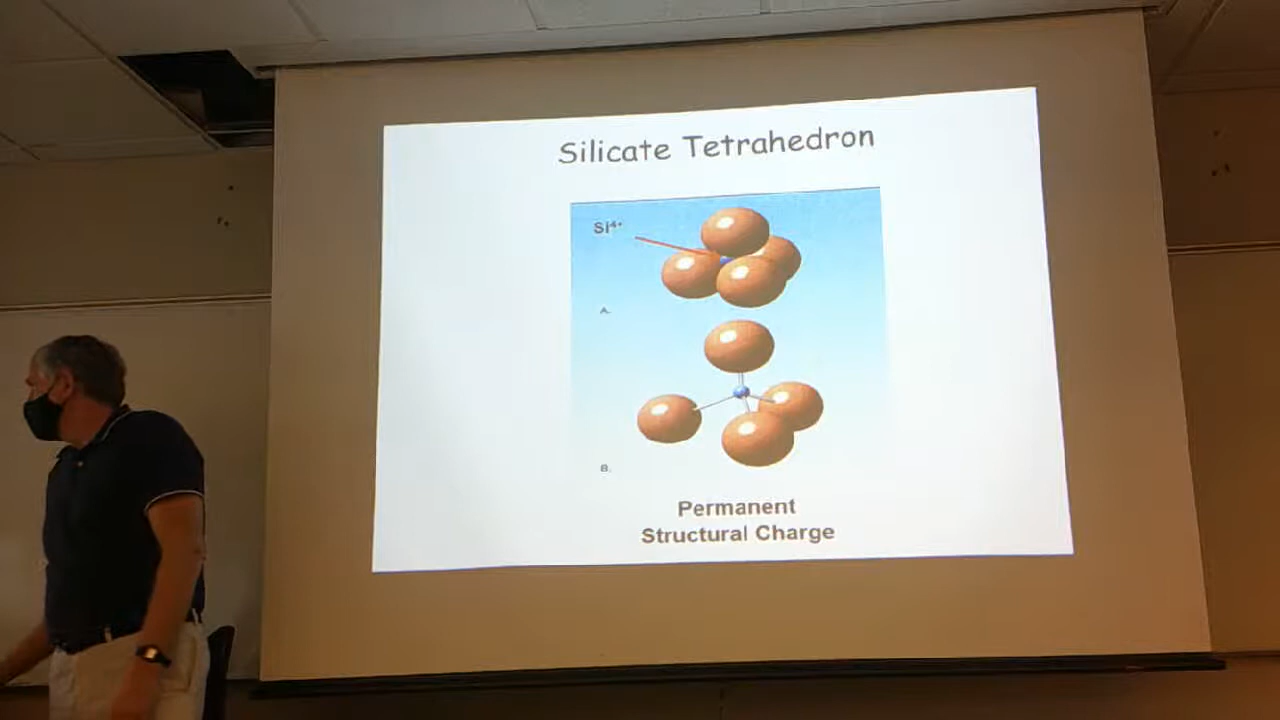 Silicate Tetrahedron
Si⁴⁺
A.
B.
Permanent
Structural Charge